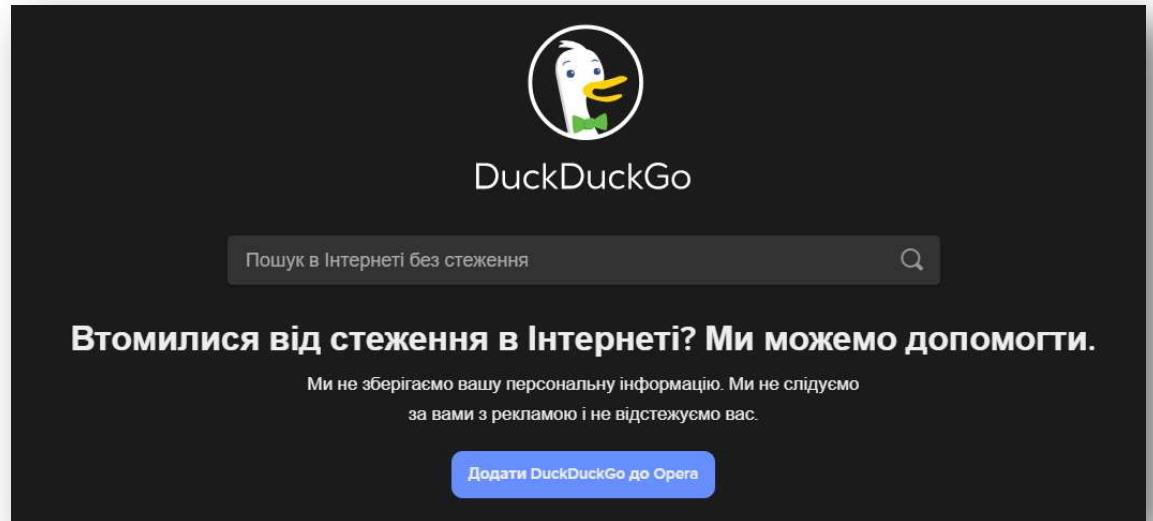 DuckDuckGo
Пошук в Інтернеті без стеження
Втомилися від стеження в Інтернеті? Ми можемо допомогти.
Ми не зберігаємо вашу персональну інформацію. Ми не слідуємо
за вами з рекламою і не відстежуємо вас.
Додати DuckDuckGo до Opera